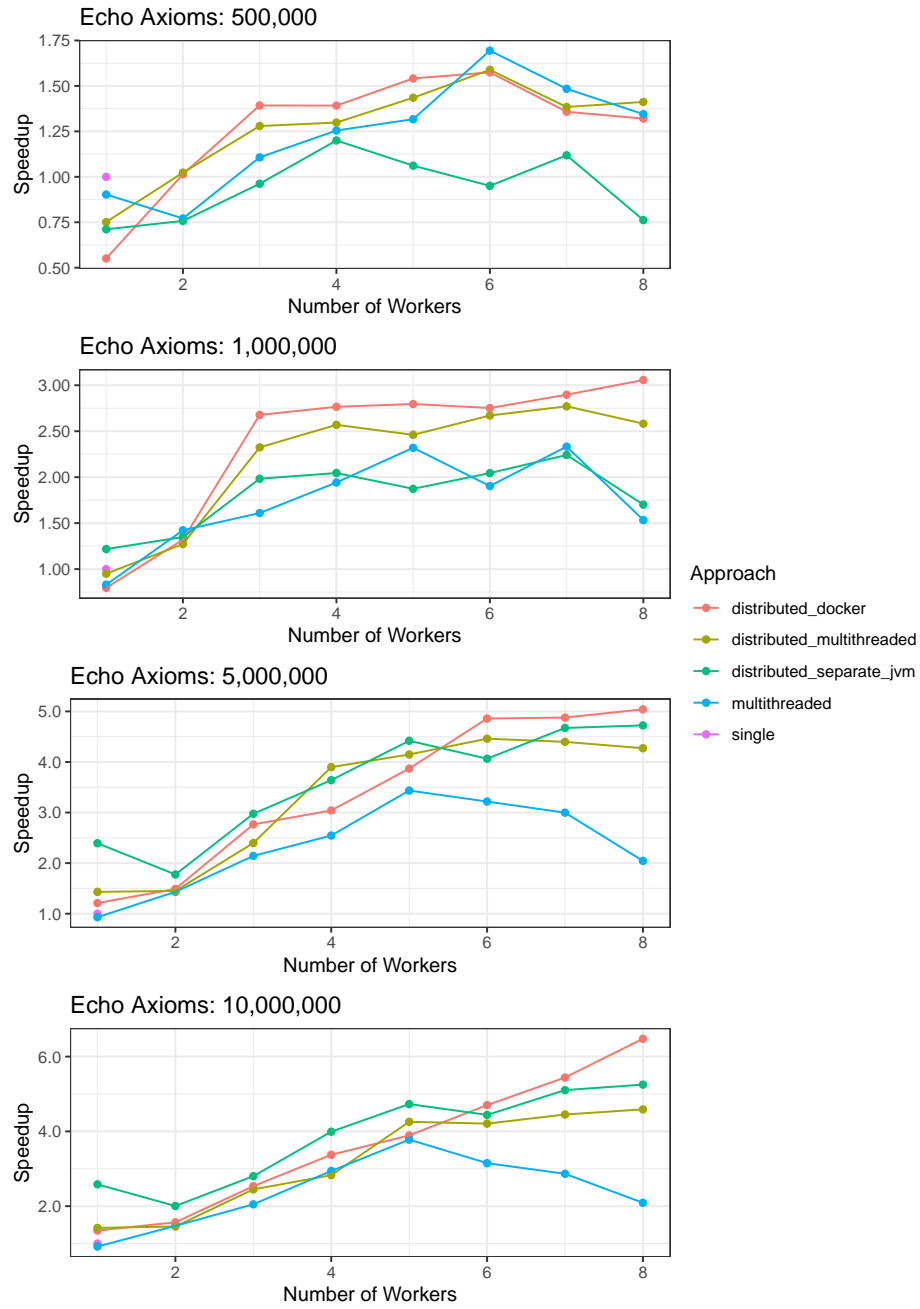 Echo Axioms: 500,000
1.75
1.50
1.25
1.00
0.75
0.50
Speedup
2 4 6 8
Number of Workers
Echo Axioms: 1,000,000
3.00
2.50
2.00
1.50
1.00
Speedup
2 4 6 8
Number of Workers
Echo Axioms: 5,000,000
5.0
4.0
3.0
2.0
1.0
Speedup
2 4 6 8
Number of Workers
Echo Axioms: 10,000,000
6.0
4.0
2.0
Speedup
2 4 6 8
Number of Workers
Approach
distributed_docker
distributed_multithreaded
distributed_separate_jvm
multithreaded
single